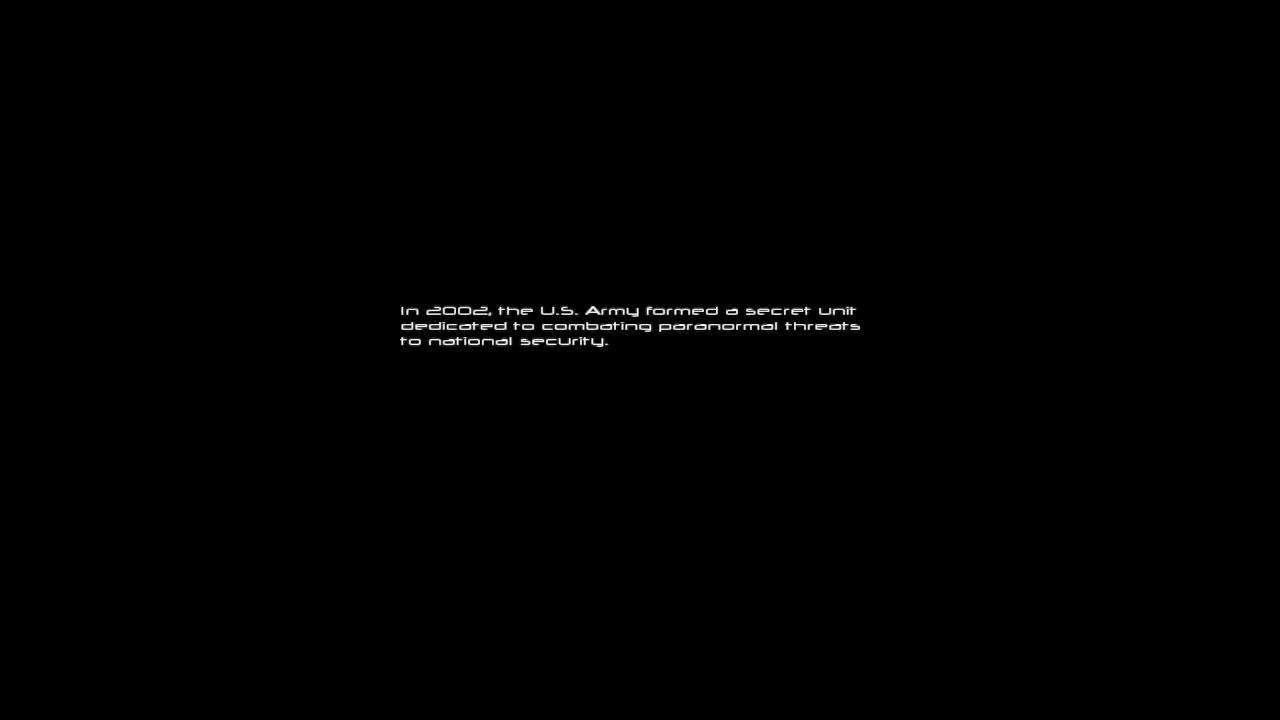 In 2002, the U.S. Army formed a secret unit
dedicated to combating paranormal threats
to national security.